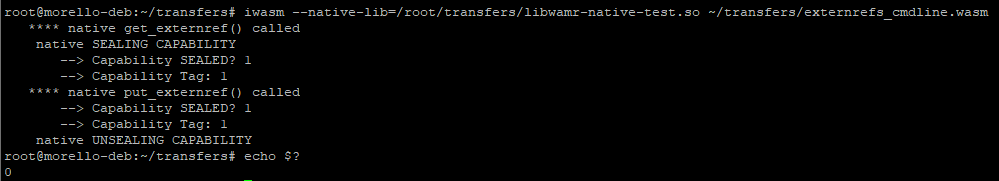 root@morello-deb:~/transfers# iwasm --native-lib=/root/transfers/libwamr-native-test.so ~/transfers/externrefs_cmdline.wasm
   **** native get_externref() called
    native SEALING CAPABILITY
       --> Capability SEALED? 1
       --> Capability Tag: 1
   **** native put_externref() called
       --> Capability SEALED? 1
       --> Capability Tag: 1
    native UNSEALING CAPABILITY
root@morello-deb:~/transfers# echo $?
0